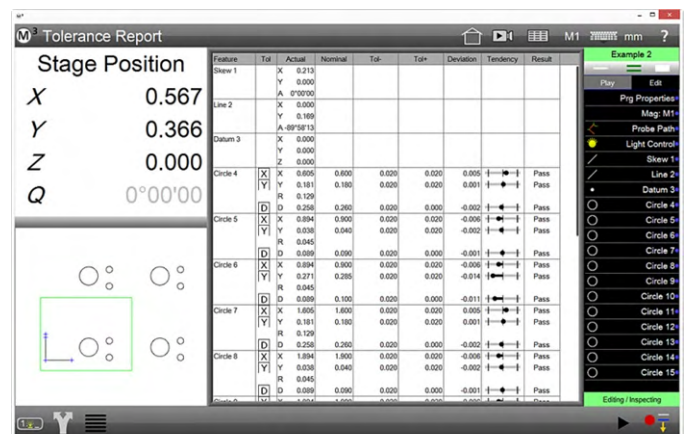 M³ Tolerance Report
M1
mm
?
Stage Position
X 0.567
Y 0.366
Z 0.000
Q 0°00'00
Feature Tol Actual Nominal Tol- Tol+ Deviation Tendency Result
Skew 1 X 0.213
Y 0.000
A 0°00'00
Line 2 X 0.000
Y 0.169
A -89°58'13
Datum 3 X 0.000
Y 0.000
Z 0.000
Circle 4 X X 0.605 0.600 0.020 0.020 0.005 Pass
Y Y 0.181 0.180 0.020 0.020 0.001 Pass
R 0.129
D D 0.258 0.260 0.020 0.000 -0.002 Pass
Circle 5 X X 0.894 0.900 0.020 0.020 -0.006 Pass
Y Y 0.038 0.040 0.020 0.020 -0.002 Pass
R 0.045
D D 0.089 0.090 0.020 0.000 -0.001 Pass
Circle 6 X X 0.894 0.900 0.020 0.020 -0.006 Pass
Y Y 0.271 0.285 0.020 0.020 -0.014 Pass
R 0.045
D D 0.089 0.100 0.020 0.000 -0.011 Pass
Circle 7 X X 1.605 1.600 0.020 0.020 0.005 Pass
Y Y 0.181 0.180 0.020 0.020 0.001 Pass
R 0.129
D D 0.258 0.260 0.020 0.000 -0.002 Pass
Circle 8 X X 1.894 1.900 0.020 0.020 -0.006 Pass
Y Y 0.038 0.040 0.020 0.020 -0.002 Pass
R 0.045
D D 0.089 0.090 0.020 0.000 -0.001 Pass
Example 2
Play Edit
Prg Properties
Mag: M1
Probe Path
Light Control
Skew 1
Line 2
Datum 3
Circle 4
Circle 5
Circle 6
Circle 7
Circle 8
Circle 9
Circle 10
Circle 11
Circle 12
Circle 13
Circle 14
Circle 15
Editing / Inspecting